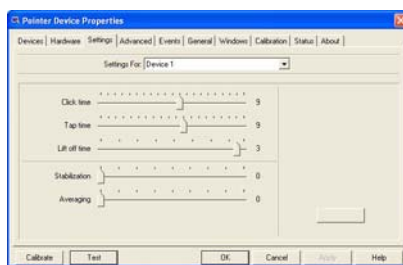 Pointer Device Properties
Devices Hardware Settings Advanced Events General Windows Calibration Status About
Settings For: Device 1
Click time 9
Tap time 9
Lift off time 3
Stabilization 0
Averaging 0
Calibrate Test OK Cancel Apply Help